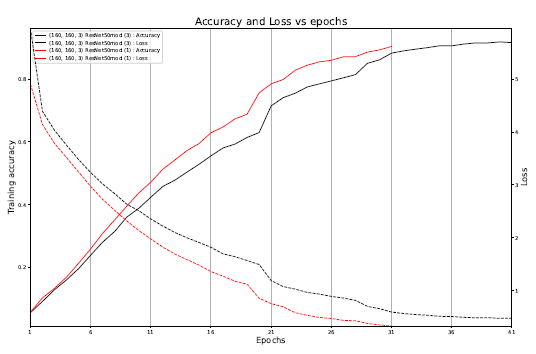 Accuracy and Loss vs epochs
(160, 160, 3) ResNet50mod (3) : Accuracy
(160, 160, 3) ResNet50mod (3) : Loss
(160, 160, 3) ResNet50mod (1) : Accuracy
(160, 160, 3) ResNet50mod (1) : Loss
0.8
0.6
0.4
0.2
Training accuracy
5
4
3
2
1
Loss
1 6 11 16 21 26 31 36 41
Epochs